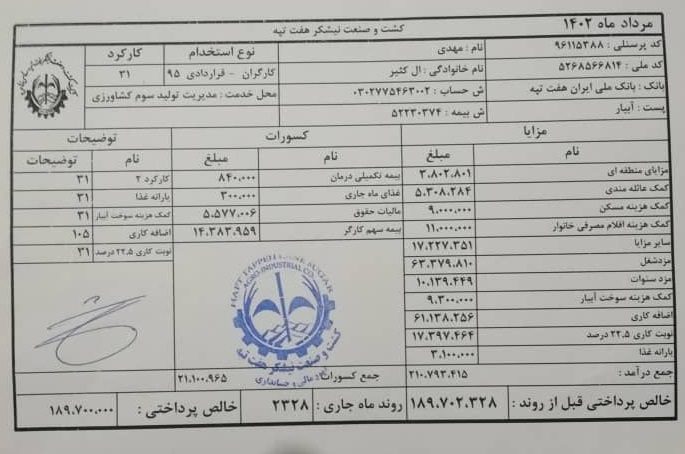 کشت و صنعت نیشکر هفت تپه
مرداد ماه ۱۴۰۲
کد پرسنلی : ۹۶۱۱۵۳۸۸
نام : مهدی
نوع استخدام
کارکرد
کد ملی : ۵۲۶۸۵۶۶۸۱۴
نام خانوادگی : ال کثیر
کارگران - قراردادی ۹۵
۳۱
بانک : بانک ملی ایران هفت تپه
ش حساب : ۰۳۰۲۷۷۵۴۶۳۰۰۲
محل خدمت : مدیریت تولید سوم کشاورزی
پست : آبیار
ش بیمه : ۵۲۲۳۰۳۷۴
مزایا
کسورات
توضیحات
نام
مبلغ
نام
مبلغ
نام
توضیحات
مزایای منطقه ای
۳.۸۰۲.۸۰۱
بیمه تکمیلی درمان
۸۴۰.۰۰۰
کارکرد ۲
۳۱
کمک عائله مندی
۵.۳۰۸.۲۸۴
غذای ماه جاری
۳۰۰.۰۰۰
یارانه غذا
۳۱
کمک هزینه مسکن
۹.۰۰۰.۰۰۰
مالیات حقوق
۵.۵۷۷.۰۰۶
کمک هزینه سوخت آبیار
۳۱
کمک هزینه اقلام مصرفی خانوار
۱۱.۰۰۰.۰۰۰
بیمه سهم کارگر
۱۴.۳۸۳.۹۵۹
اضافه کاری
۱۰۵
سایر مزایا
۱۷.۲۲۷.۳۵۱
نوبت کاری ۲۲.۵ درصد
۳۱
مزدشغل
۶۳.۳۷۹.۸۱۰
مزد سنوات
۱۰.۱۳۹.۴۴۹
کمک هزینه سوخت آبیار
۹.۳۰۰.۰۰۰
اضافه کاری
۶۱.۱۳۸.۲۵۶
نوبت کاری ۲۲.۵ درصد
۱۷.۳۹۷.۴۶۴
یارانه غذا
۳.۱۰۰.۰۰۰
HAFT TAPPEH CANE SUGAR
AGRO-INDUSTRIAL CO.
کشت و صنعت نیشکر هفت تپه
جمع درآمد :
۲۱۰.۷۹۳.۴۱۵
جمع کسورات
۲۱.۱۰۰.۹۶۵
خالص پرداختی قبل از روند :
۱۸۹.۷۰۲.۳۲۸
روند ماه جاری :
۲۳۲۸
خالص پرداختی :
۱۸۹.۷۰۰.۰۰۰